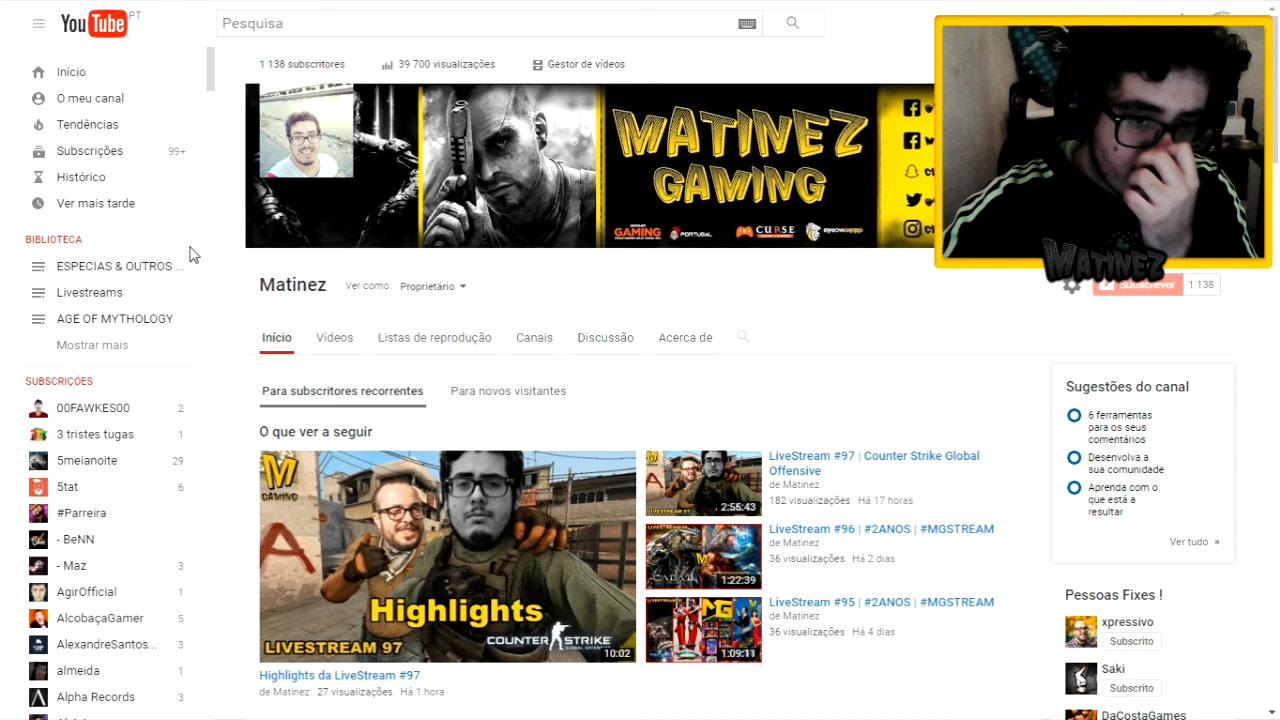 YouTube PT
Pesquisa
1 138 subscritores
39 700 visualizações
Gestor de vídeos
Início
O meu canal
Tendências
Subscrições 99+
Histórico
Ver mais tarde
BIBLIOTECA
ESPECIAS & OUTROS ...
Livestreams
AGE OF MYTHOLOGY
Mostrar mais
SUBSCRIÇÕES
00FAWKES00 2
3 tristes tugas 1
5meianoite 29
5tat 6
#Parreira
- BeNN
- Maz 3
AgirOfficial 1
AlcobaçaGamer 5
AlexandreSantos... 3
almeida 1
Alpha Records 3
MATINEZ
GAMING
INSTANT
GAMING
PORTUGAL
CURSE
MATINEZ
Matinez
Ver como: Proprietário
Subscrever 1 138
Início
Vídeos
Listas de reprodução
Canais
Discussão
Acerca de
Para subscritores recorrentes
Para novos visitantes
O que ver a seguir
GAMING
Highlights
LIVESTREAM 97
COUNTER STRIKE
GLOBAL OFFENSIVE
10:02
Highlights da LiveStream #97
de Matinez 27 visualizações Há 1 hora
2:55:43
LiveStream #97 | Counter Strike Global
Offensive
de Matinez
182 visualizações Há 17 horas
1:22:39
LiveStream #96 | #2ANOS | #MGSTREAM
de Matinez
36 visualizações Há 2 dias
1:09:11
LiveStream #95 | #2ANOS | #MGSTREAM
de Matinez
36 visualizações Há 4 dias
Sugestões do canal
6 ferramentas
para os seus
comentários
Desenvolva a
sua comunidade
Aprenda com o
que está a
resultar
Ver tudo »
Pessoas Fixes !
xpressivo
Subscrito
Saki
Subscrito
DaCostaGames